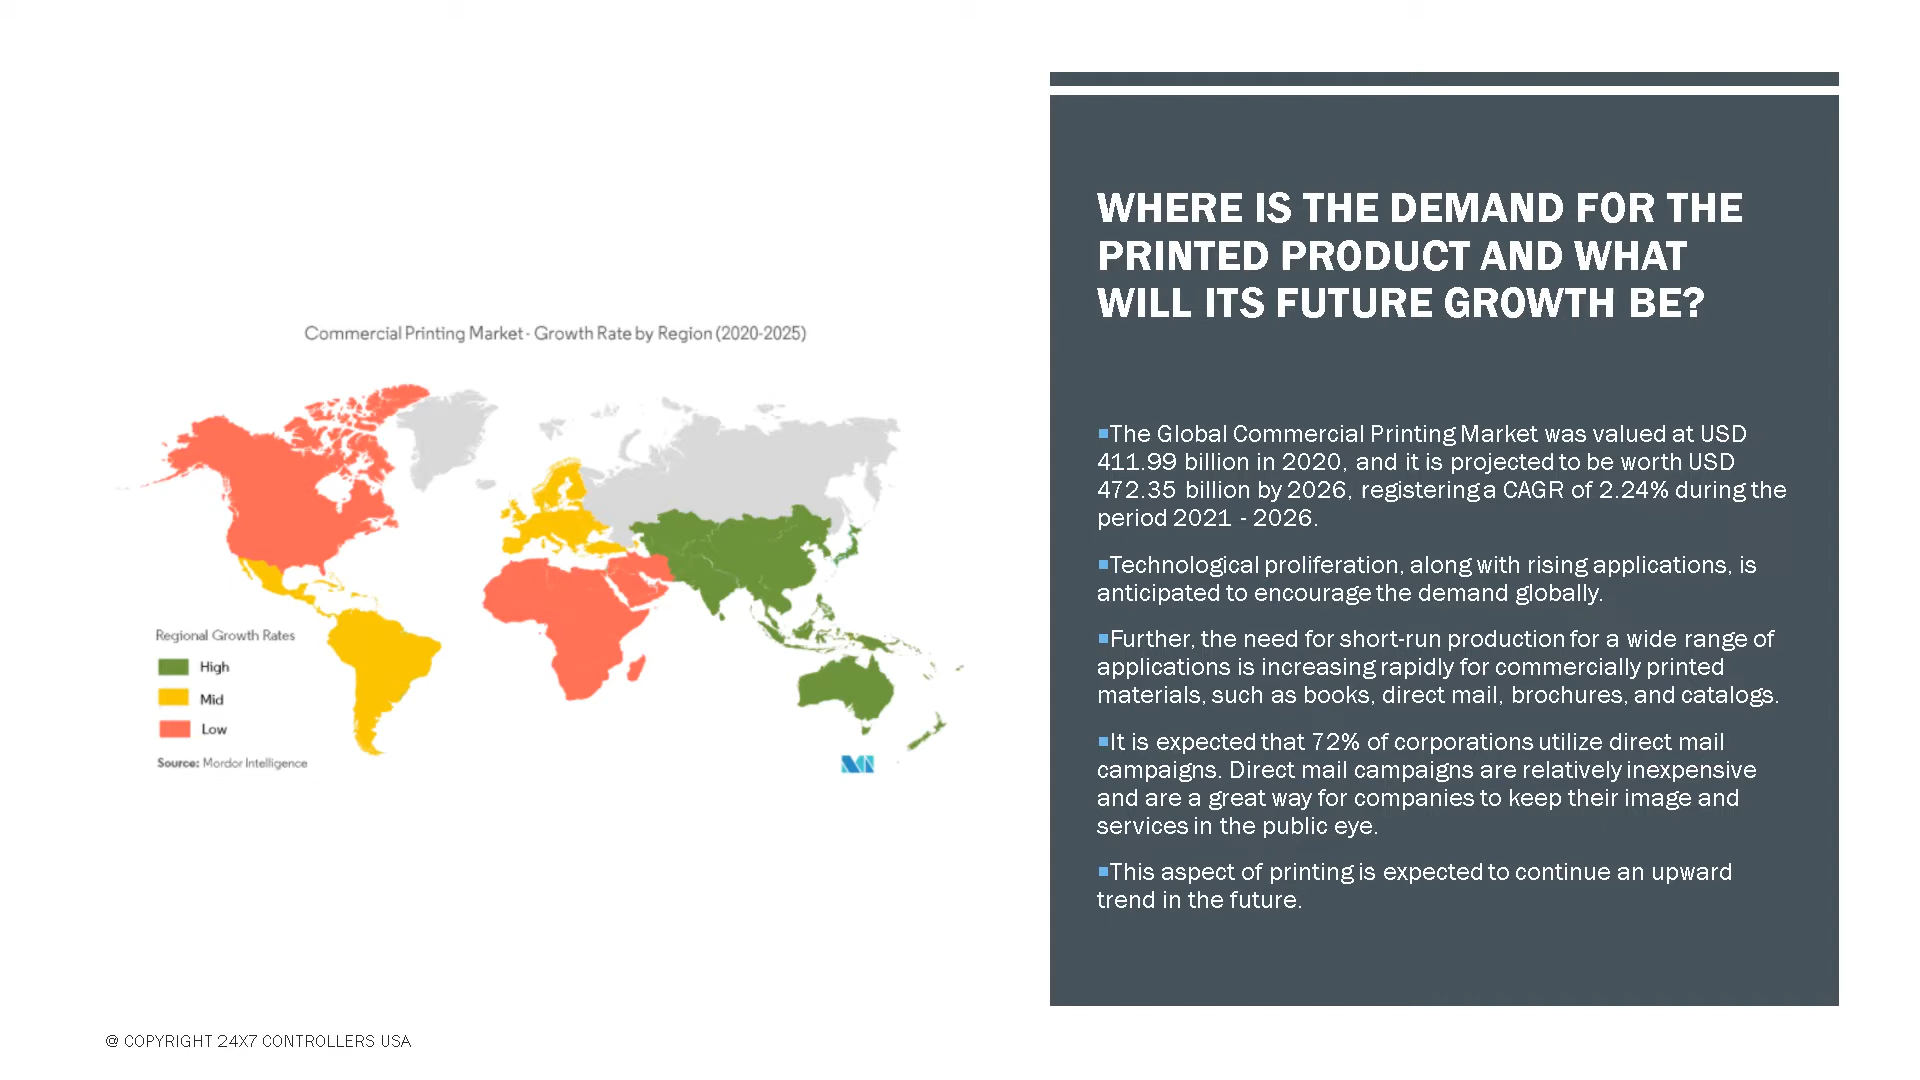 WHERE IS THE DEMAND FOR THE
PRINTED PRODUCT AND WHAT
WILL ITS FUTURE GROWTH BE?
Commercial Printing Market - Growth Rate by Region (2020-2025)
Regional Growth Rates
High
Mid
Low
Source: Mordor Intelligence
▪The Global Commercial Printing Market was valued at USD
411.99 billion in 2020, and it is projected to be worth USD
472.35 billion by 2026, registering a CAGR of 2.24% during the
period 2021 - 2026.
▪Technological proliferation, along with rising applications, is
anticipated to encourage the demand globally.
▪Further, the need for short-run production for a wide range of
applications is increasing rapidly for commercially printed
materials, such as books, direct mail, brochures, and catalogs.
▪It is expected that 72% of corporations utilize direct mail
campaigns. Direct mail campaigns are relatively inexpensive
and are a great way for companies to keep their image and
services in the public eye.
▪This aspect of printing is expected to continue an upward
trend in the future.
@ COPYRIGHT 24X7 CONTROLLERS USA